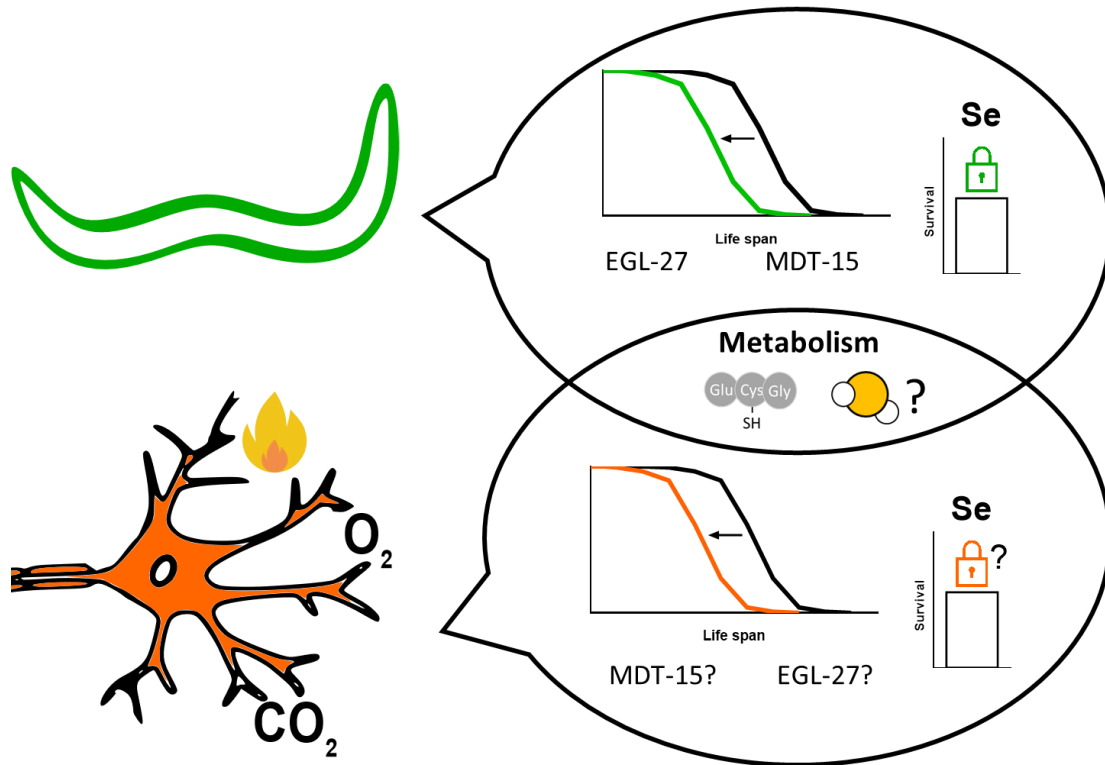 Se
Survival
Life span
EGL-27 MDT-15
Metabolism
Glu Cys Gly
SH
?
O2
CO2
Se
?
Survival
Life span
MDT-15? EGL-27?